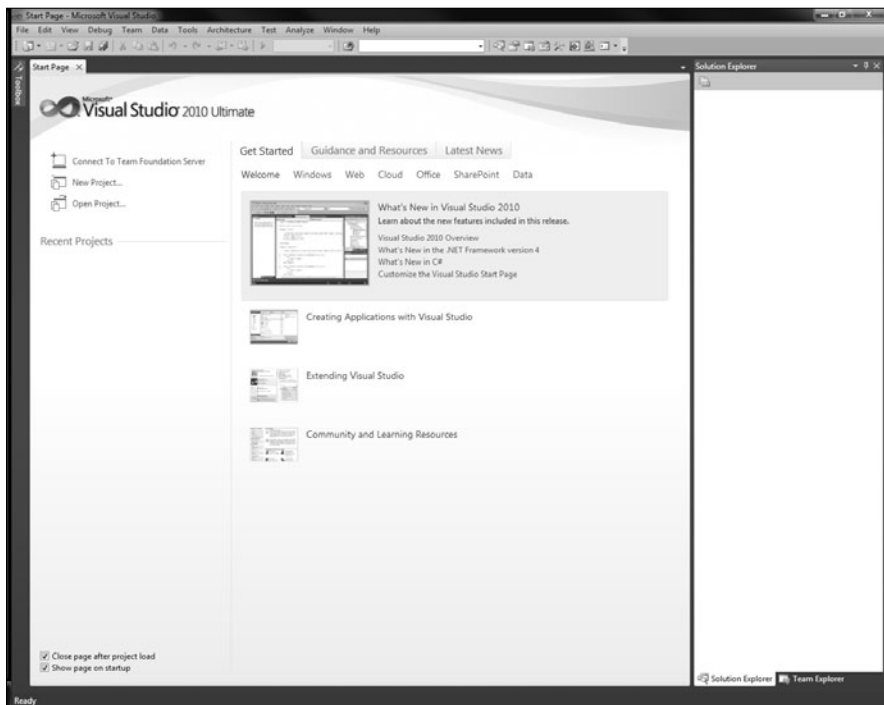 Start Page - Microsoft Visual Studio
File Edit View Debug Team Data Tools Architecture Test Analyze Window Help
Toolbox
Start Page
Microsoft
Visual Studio 2010 Ultimate
Connect To Team Foundation Server
New Project...
Open Project...
Recent Projects
Get Started Guidance and Resources Latest News
Welcome Windows Web Cloud Office SharePoint Data
What's New in Visual Studio 2010
Learn about the new features included in this release.
Visual Studio 2010 Overview
What's New in the .NET Framework version 4
What's New in C#
Customize the Visual Studio Start Page
Creating Applications with Visual Studio
Extending Visual Studio
Community and Learning Resources
Close page after project load
Show page on startup
Solution Explorer
Solution Explorer Team Explorer
Ready